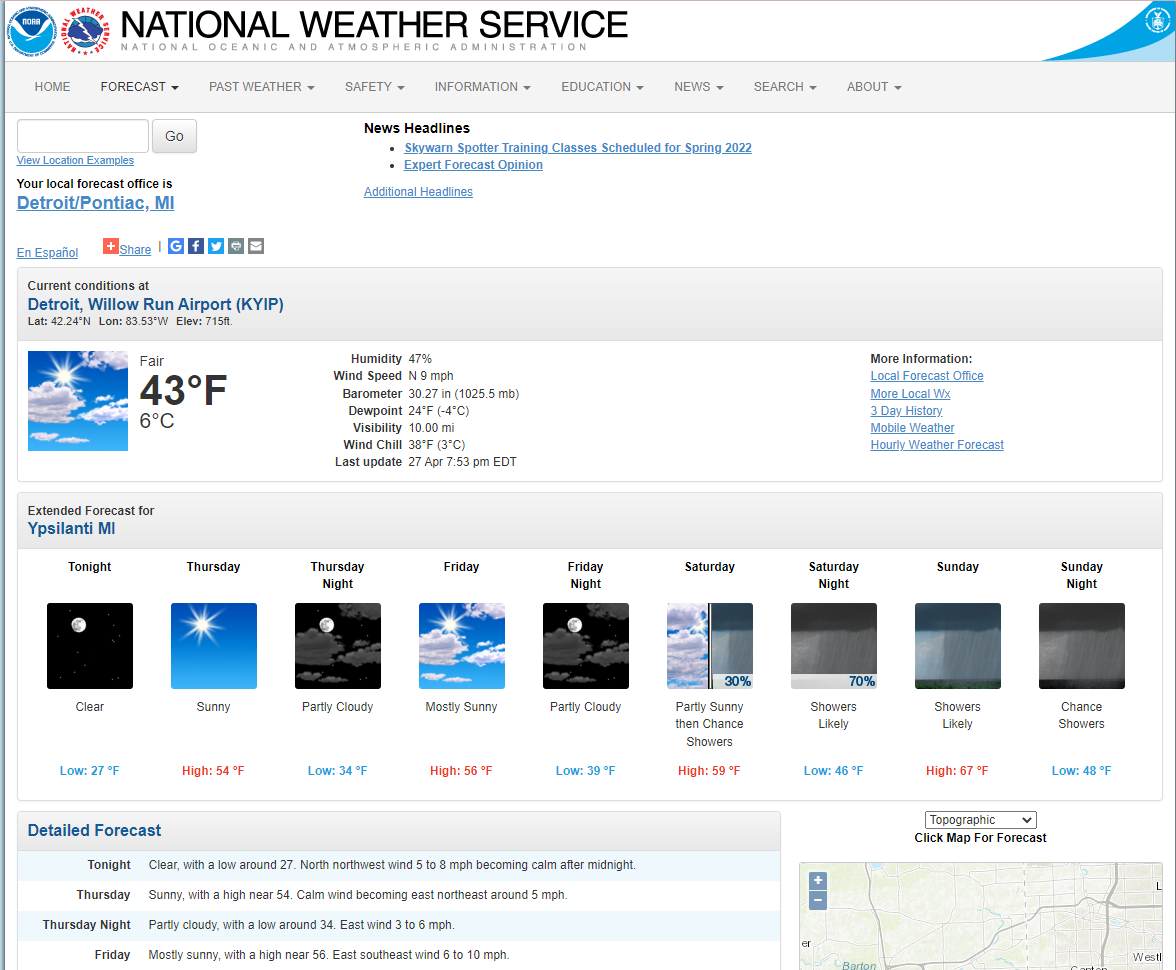 NATIONAL WEATHER SERVICE
NATIONAL OCEANIC AND ATMOSPHERIC ADMINISTRATION
HOME FORECAST PAST WEATHER SAFETY INFORMATION EDUCATION NEWS SEARCH ABOUT
Go
View Location Examples
Your local forecast office is
Detroit/Pontiac, MI
News Headlines
Skywarn Spotter Training Classes Scheduled for Spring 2022
Expert Forecast Opinion
Additional Headlines
En Español Share |
Current conditions at
Detroit, Willow Run Airport (KYIP)
Lat: 42.24°N Lon: 83.53°W Elev: 715ft.
Fair
43°F
6°C
Humidity 47%
Wind Speed N 9 mph
Barometer 30.27 in (1025.5 mb)
Dewpoint 24°F (-4°C)
Visibility 10.00 mi
Wind Chill 38°F (3°C)
Last update 27 Apr 7:53 pm EDT
More Information:
Local Forecast Office
More Local Wx
3 Day History
Mobile Weather
Hourly Weather Forecast
Extended Forecast for
Ypsilanti MI
Tonight
Clear
Low: 27 °F
Thursday
Sunny
High: 54 °F
Thursday
Night
Partly Cloudy
Low: 34 °F
Friday
Mostly Sunny
High: 56 °F
Friday
Night
Partly Cloudy
Low: 39 °F
Saturday
30%
Partly Sunny
then Chance
Showers
High: 59 °F
Saturday
Night
70%
Showers
Likely
Low: 46 °F
Sunday
Showers
Likely
High: 67 °F
Sunday
Night
Chance
Showers
Low: 48 °F
Detailed Forecast
Tonight Clear, with a low around 27. North northwest wind 5 to 8 mph becoming calm after midnight.
Thursday Sunny, with a high near 54. Calm wind becoming east northeast around 5 mph.
Thursday Night Partly cloudy, with a low around 34. East wind 3 to 6 mph.
Friday Mostly sunny, with a high near 56. East southeast wind 6 to 10 mph.
Topographic
Click Map For Forecast
+
−
L
er
Westl
Barton
Canton